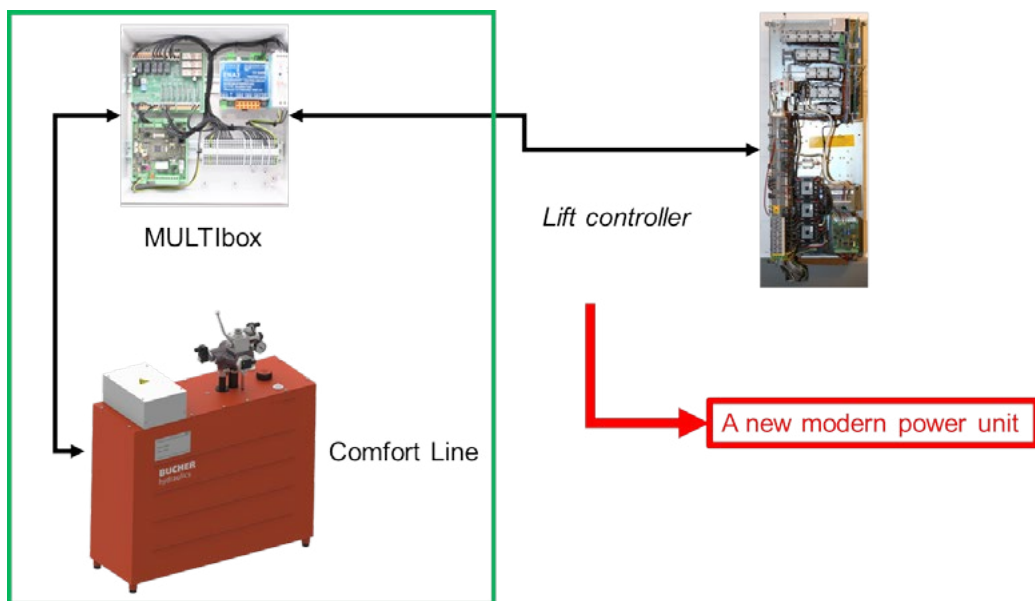 MULTIbox
Lift controller
A new modern power unit
Comfort Line
BUCHER
hydraulics